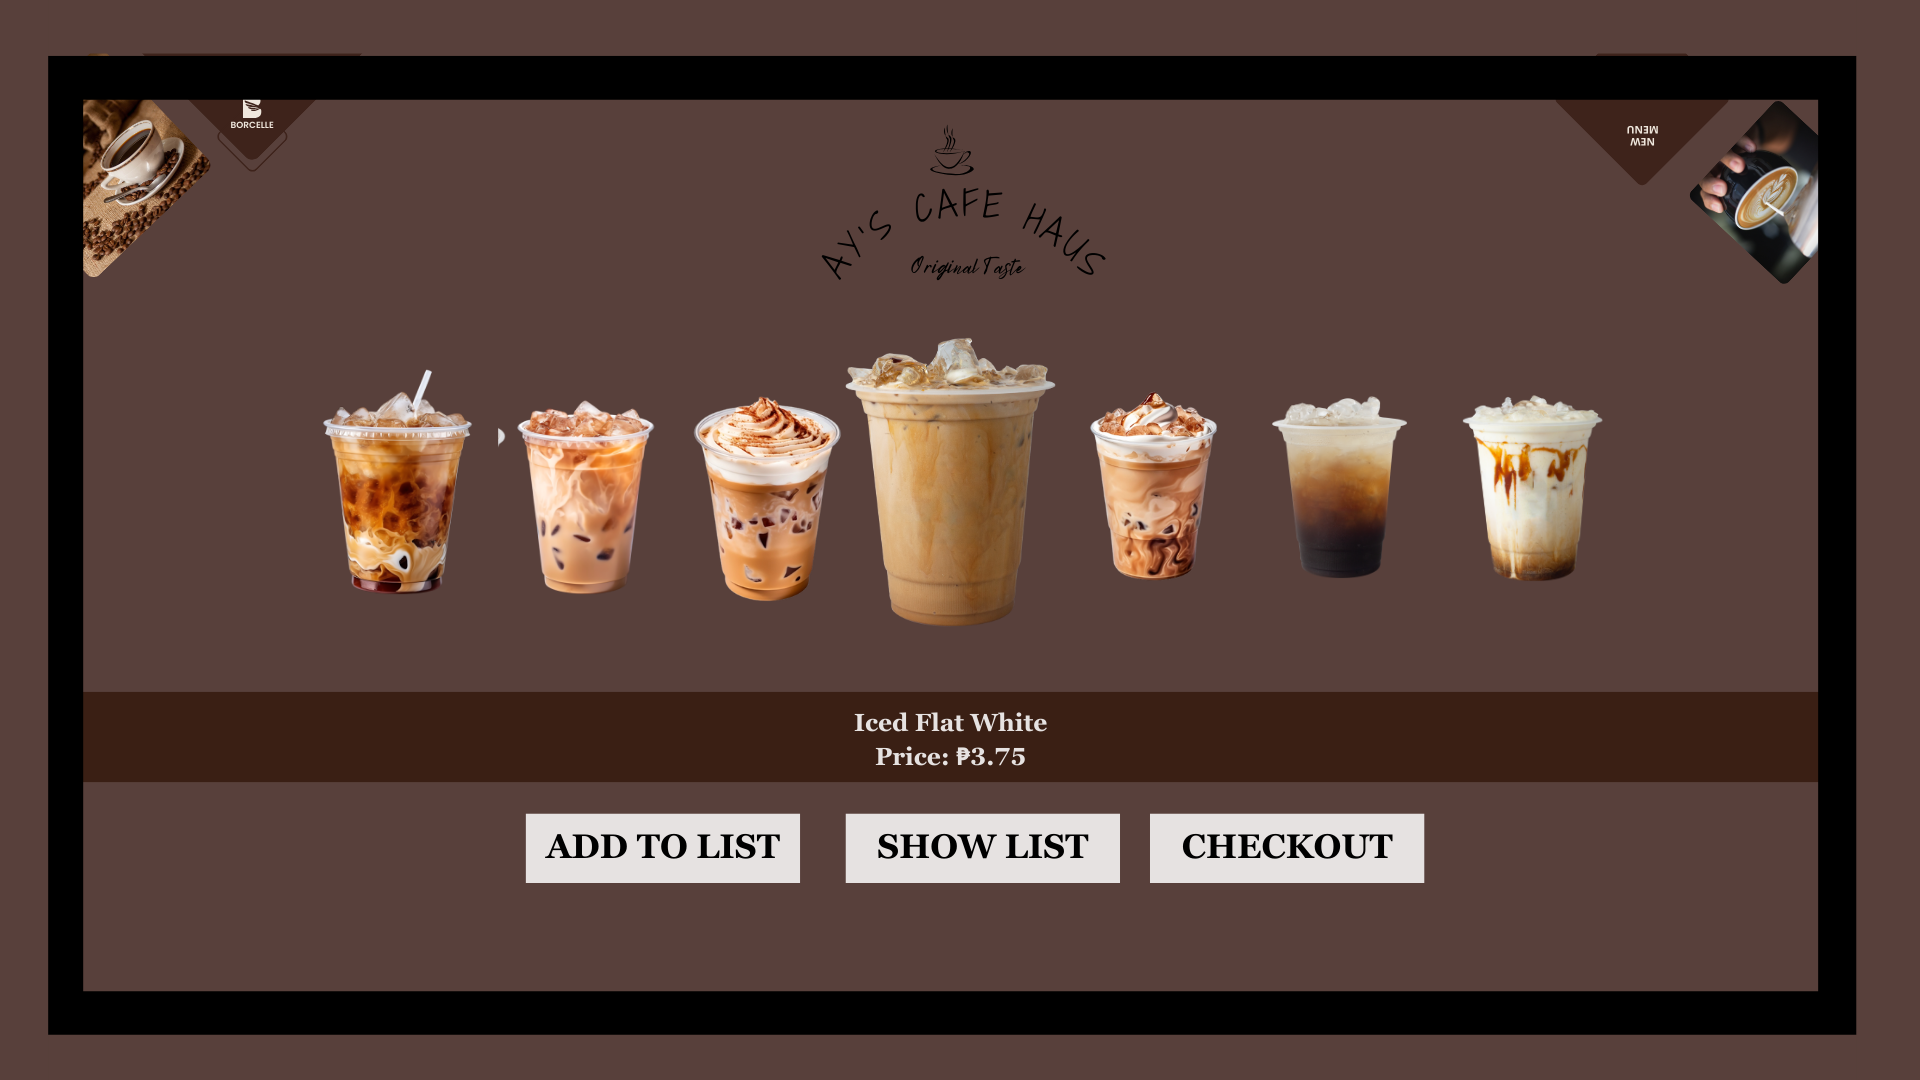 BORCELLE
NEW
MENU
AY'S CAFE HAUS
Original Taste
Iced Flat White
Price: ₱3.75
ADD TO LIST
SHOW LIST
CHECKOUT